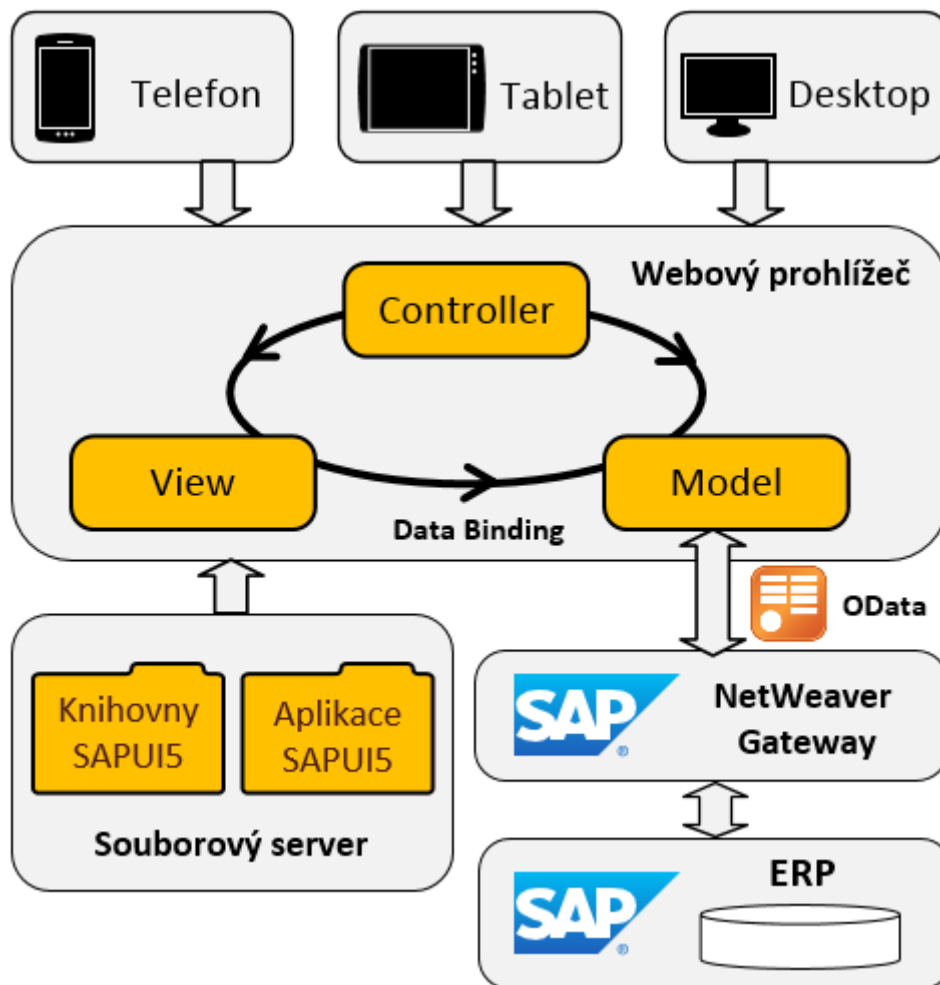 Telefon
Tablet
Desktop
Webový prohlížeč
Controller
View
Model
Data Binding
OData
Knihovny
SAPUI5
Aplikace
SAPUI5
Souborový server
SAP ®
NetWeaver
Gateway
SAP ®
ERP